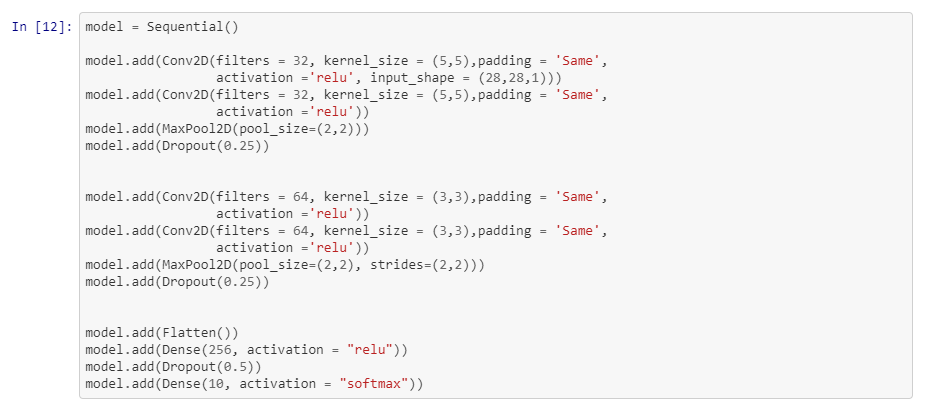 In [12]: model = Sequential()
model.add(Conv2D(filters = 32, kernel_size = (5,5),padding = 'Same',
activation ='relu', input_shape = (28,28,1)))
model.add(Conv2D(filters = 32, kernel_size = (5,5),padding = 'Same',
activation ='relu'))
model.add(MaxPool2D(pool_size=(2,2)))
model.add(Dropout(0.25))
model.add(Conv2D(filters = 64, kernel_size = (3,3),padding = 'Same',
activation ='relu'))
model.add(Conv2D(filters = 64, kernel_size = (3,3),padding = 'Same',
activation ='relu'))
model.add(MaxPool2D(pool_size=(2,2), strides=(2,2)))
model.add(Dropout(0.25))
model.add(Flatten())
model.add(Dense(256, activation = "relu"))
model.add(Dropout(0.5))
model.add(Dense(10, activation = "softmax"))